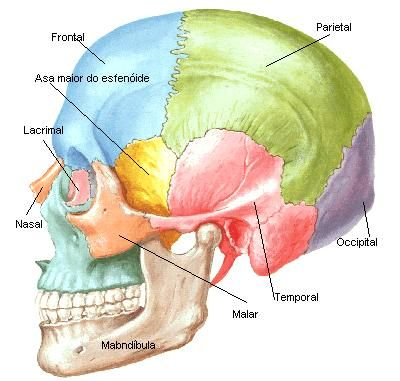 Parietal
Frontal
Asa maior do esfenóide
Lacrimal
Nasal
Occipital
Temporal
Malar
Mabndíbula